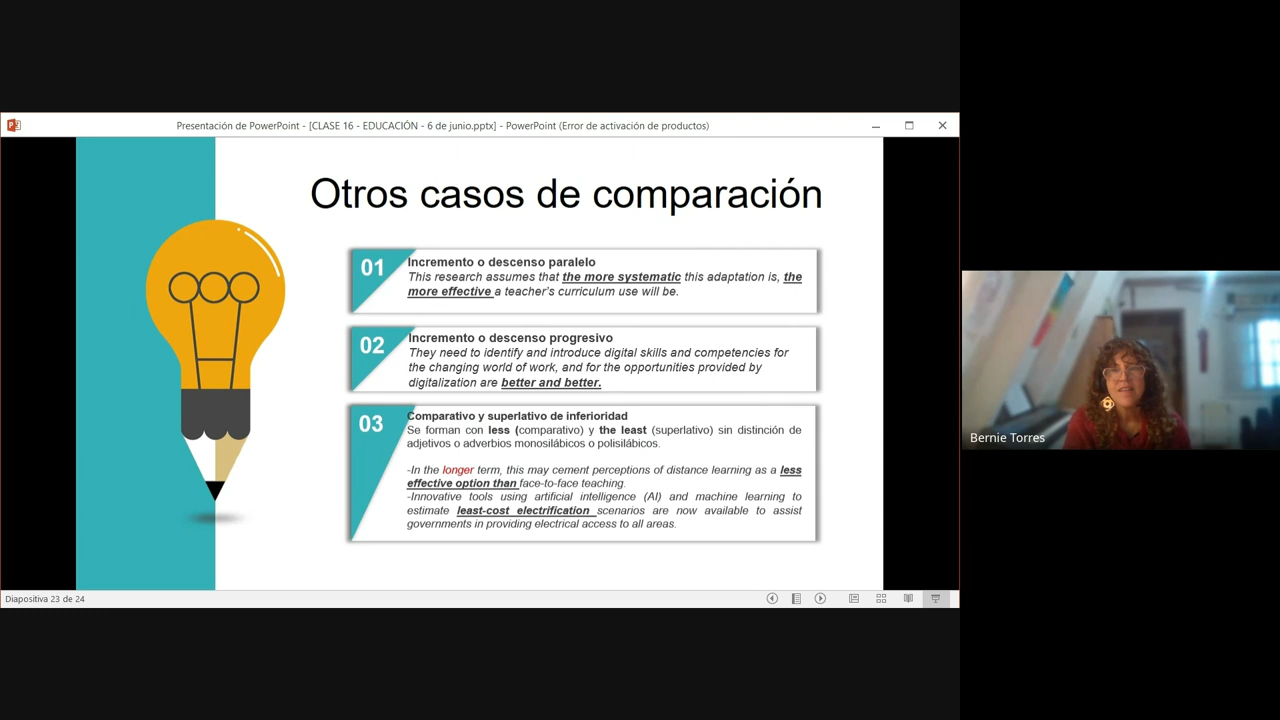 Presentación de PowerPoint - [CLASE 16 - EDUCACIÓN - 6 de junio.pptx] - PowerPoint (Error de activación de productos)
Otros casos de comparación
01
Incremento o descenso paralelo
This research assumes that the more systematic this adaptation is, the
more effective a teacher's curriculum use will be.
02
Incremento o descenso progresivo
They need to identify and introduce digital skills and competencies for
the changing world of work, and for the opportunities provided by
digitalization are better and better.
03
Comparativo y superlativo de inferioridad
Se forman con less (comparativo) y the least (superlativo) sin distinción de
adjetivos o adverbios monosilábicos o polisilábicos.
-In the longer term, this may cement perceptions of distance learning as a less
effective option than face-to-face teaching.
-Innovative tools using artificial intelligence (AI) and machine learning to
estimate least-cost electrification scenarios are now available to assist
governments in providing electrical access to all areas.
Diapositiva 23 de 24
Bernie Torres